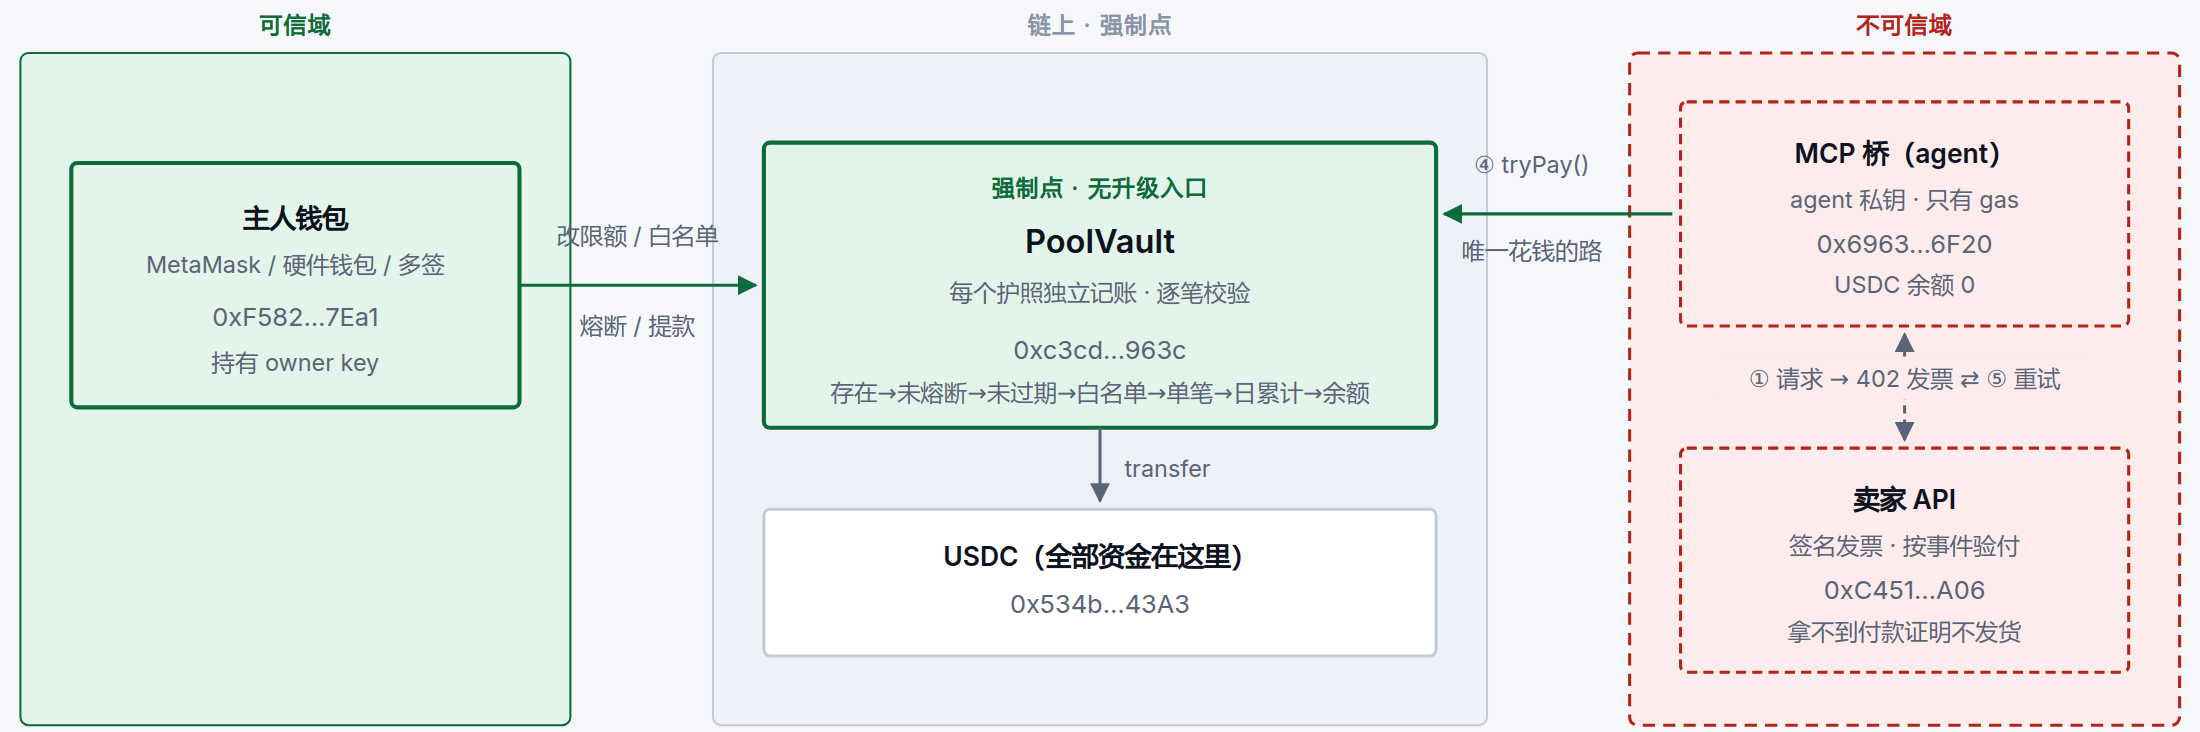 可信域
主人钱包
MetaMask / 硬件钱包 / 多签
0xF582…7Ea1
持有 owner key
改限额 / 白名单
熔断 / 提款
链上 · 强制点
强制点 · 无升级入口
PoolVault
每个护照独立记账 · 逐笔校验
0xc3cd…963c
存在→未熔断→未过期→白名单→单笔→日累计→余额
transfer
USDC（全部资金在这里）
0x534b…43A3
④ tryPay()
唯一花钱的路
不可信域
MCP 桥（agent）
agent 私钥 · 只有 gas
0x6963…6F20
USDC 余额 0
① 请求 → 402 发票 ⇄ ⑤ 重试
卖家 API
签名发票 · 按事件验付
0xC451…A06
拿不到付款证明不发货